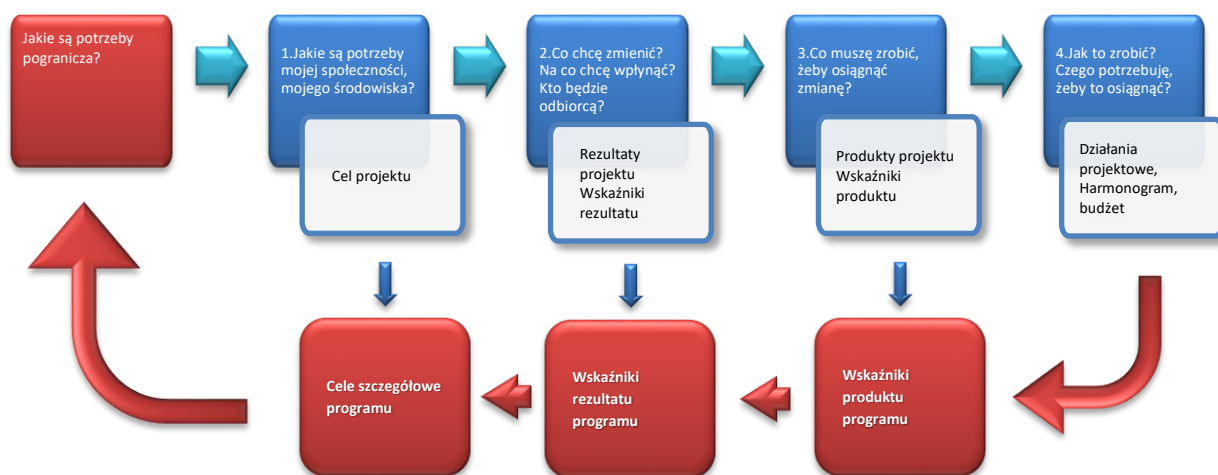 Jakie są potrzeby
pogranicza?
1.Jakie są potrzeby
mojej społeczności,
mojego środowiska?
Cel projektu
2.Co chcę zmienić?
Na co chcę wpłynąć?
Kto będzie
odbiorcą?
Rezultaty
projektu
Wskaźniki
rezultatu
3.Co muszę zrobić,
żeby osiągnąć
zmianę?
Produkty projektu
Wskaźniki
produktu
4.Jak to zrobić?
Czego potrzebuję,
żeby to osiągnąć?
Działania
projektowe,
Harmonogram,
budżet
Cele szczegółowe
programu
Wskaźniki
rezultatu
programu
Wskaźniki
produktu
programu